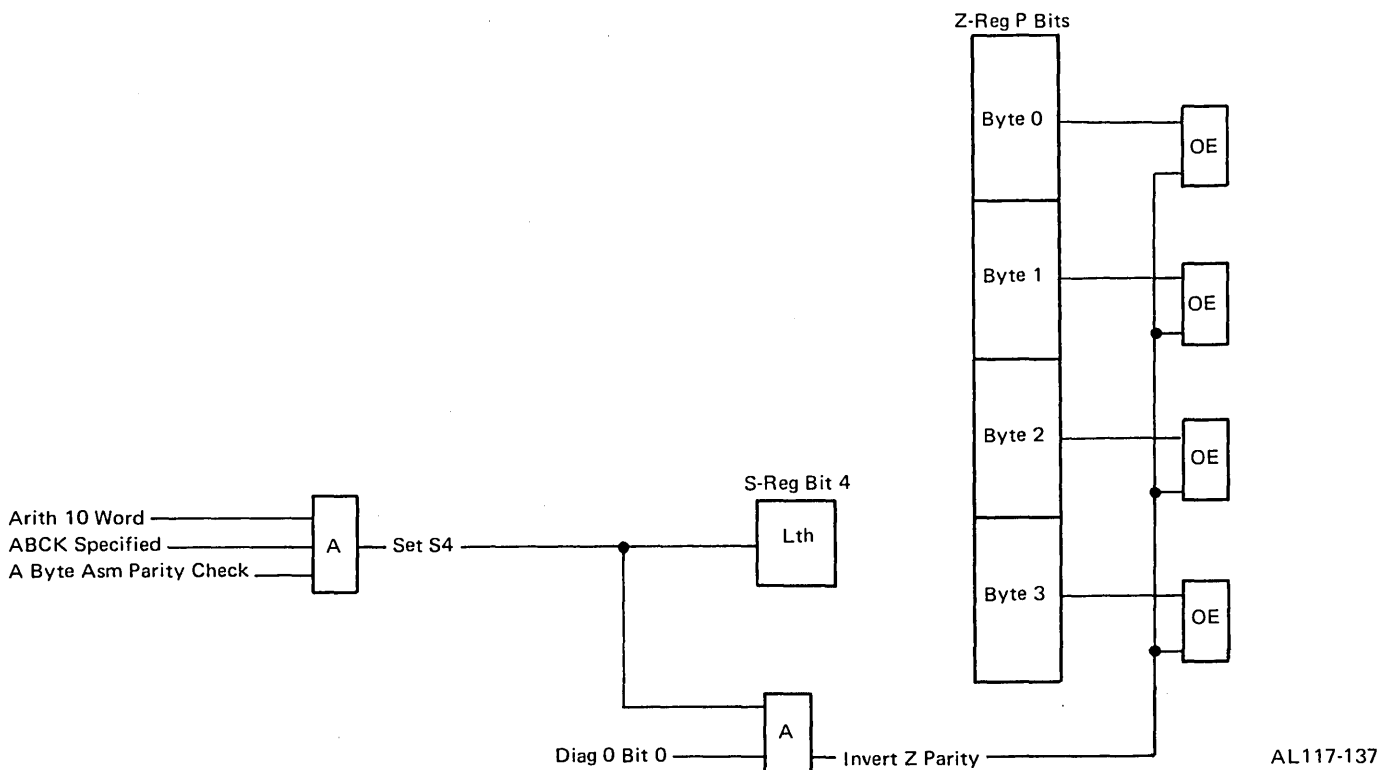 Z-Reg P Bits
Byte 0
OE
Byte 1
OE
Byte 2
OE
S-Reg Bit 4
Arith 10 Word
ABCK Specified
A Byte Asm Parity Check
A
Set S4
Lth
Byte 3
OE
A
Diag 0 Bit 0
Invert Z Parity
AL117-137